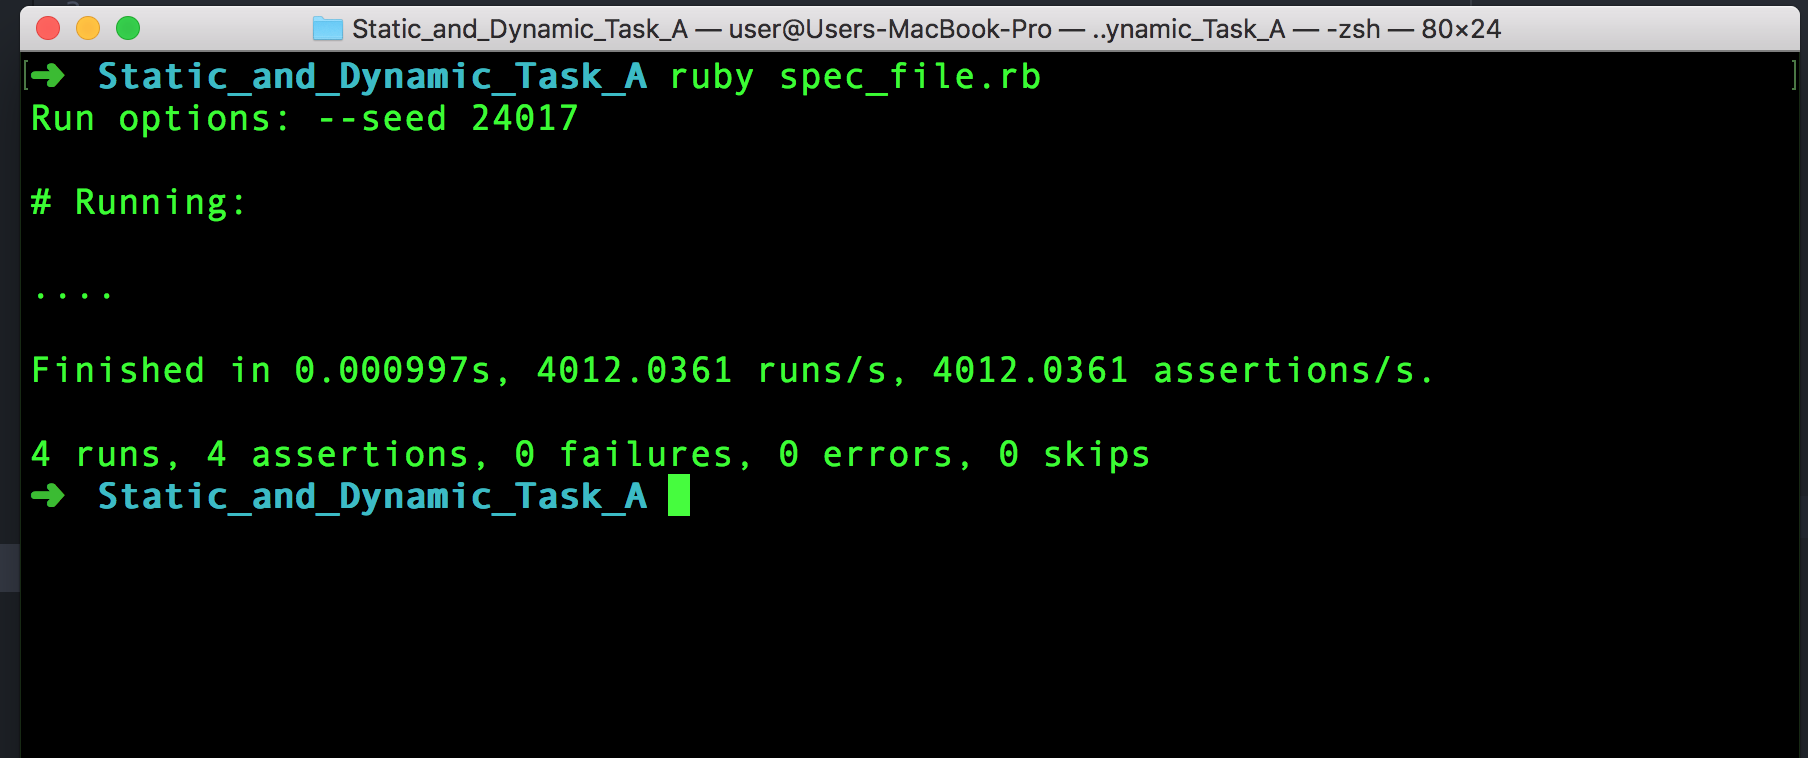 Static_and_Dynamic_Task_A — user@Users-MacBook-Pro — ..ynamic_Task_A — -zsh — 80×24
[➜ Static_and_Dynamic_Task_A ruby spec_file.rb ]
Run options: --seed 24017
# Running:
....
Finished in 0.000997s, 4012.0361 runs/s, 4012.0361 assertions/s.
4 runs, 4 assertions, 0 failures, 0 errors, 0 skips
➜ Static_and_Dynamic_Task_A